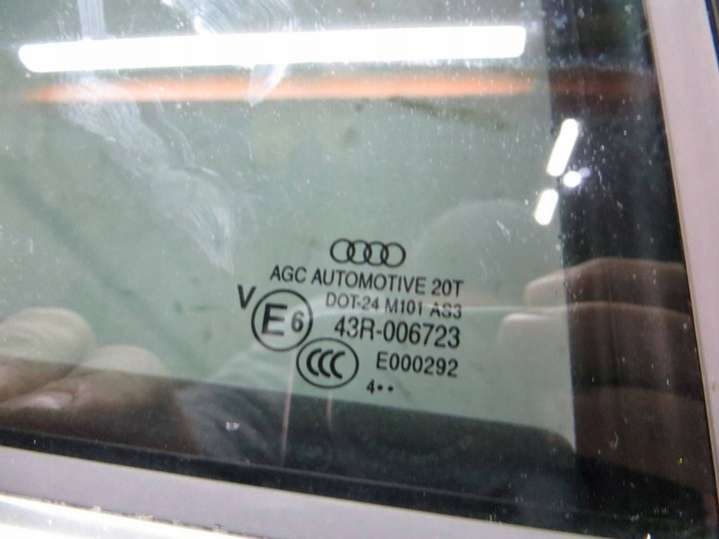 AGC AUTOMOTIVE 20T
DOT-24 M101 AS3
V E6 43R-006723
CCC E000292
4••